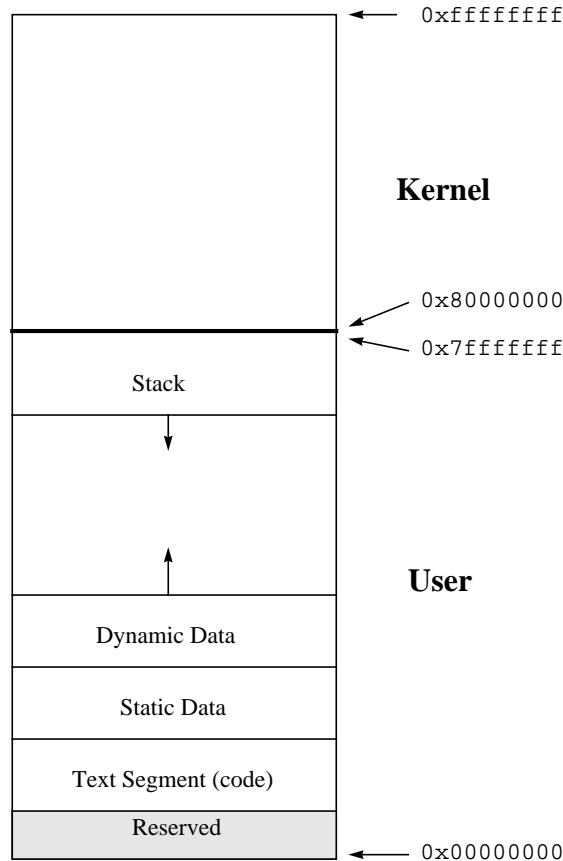 0xffffffff
Kernel
0x80000000
0x7fffffff
Stack
User
Dynamic Data
Static Data
Text Segment (code)
Reserved
0x00000000